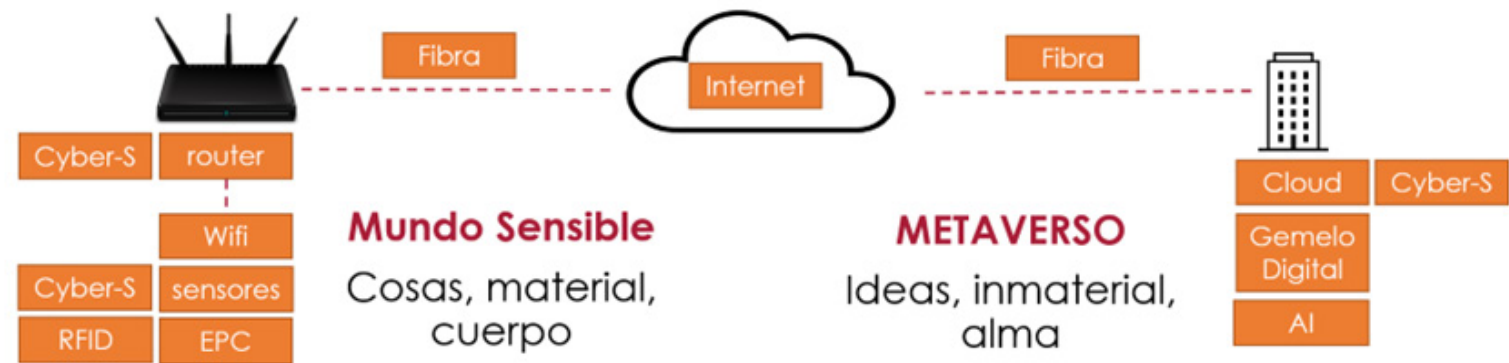 Fibra
Fibra
Internet
Cyber-S router
Cloud Cyber-S
Wifi
Mundo Sensible
METAVERSO
Gemelo
Digital
Cyber-S sensores
Cosas, material,
cuerpo
Ideas, inmaterial,
alma
RFID EPC
AI